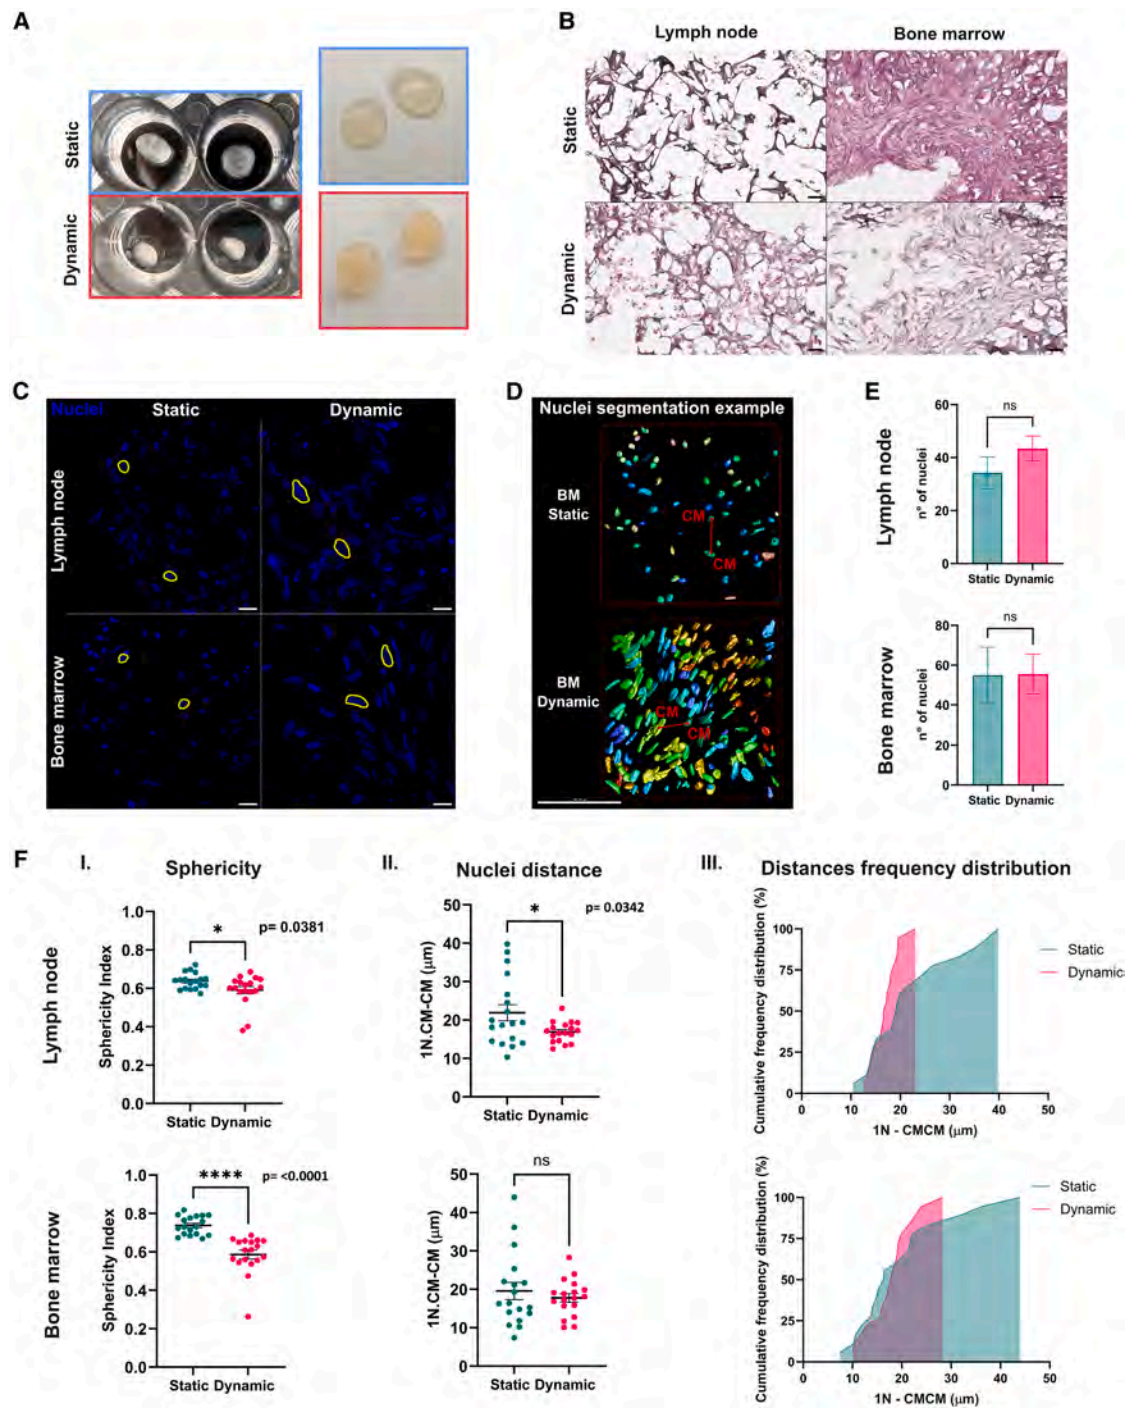 A
Static
Dynamic
B
Lymph node
Bone marrow
Static
Dynamic
C
Nuclei
Static
Dynamic
Lymph node
Bone marrow
D
Nuclei segmentation example
BM
Static
CM
CM
BM
Dynamic
CM
CM
E
Lymph node
n° of nuclei
60
40
20
0
ns
Static Dynamic
Bone marrow
n° of nuclei
80
60
40
20
0
ns
Static Dynamic
F
I.
Sphericity
II.
Nuclei distance
III.
Distances frequency distribution
Lymph node
Sphericity Index
1.0
0.8
0.6
0.4
0.2
0.0
*
p= 0.0381
Static Dynamic
1N.CM-CM (μm)
50
40
30
20
10
0
*
p= 0.0342
Static Dynamic
Cumulative frequency distribution (%)
100
75
50
25
0
0 10 20 30 40 50
1N - CMCM (μm)
Static
Dynamic
Bone marrow
Sphericity Index
1.0
0.8
0.6
0.4
0.2
0.0
****
p= <0.0001
Static Dynamic
1N.CM-CM (μm)
50
40
30
20
10
0
ns
Static Dynamic
Cumulative frequency distribution (%)
100
75
50
25
0
0 10 20 30 40 50
1N - CMCM (μm)
Static
Dynamic